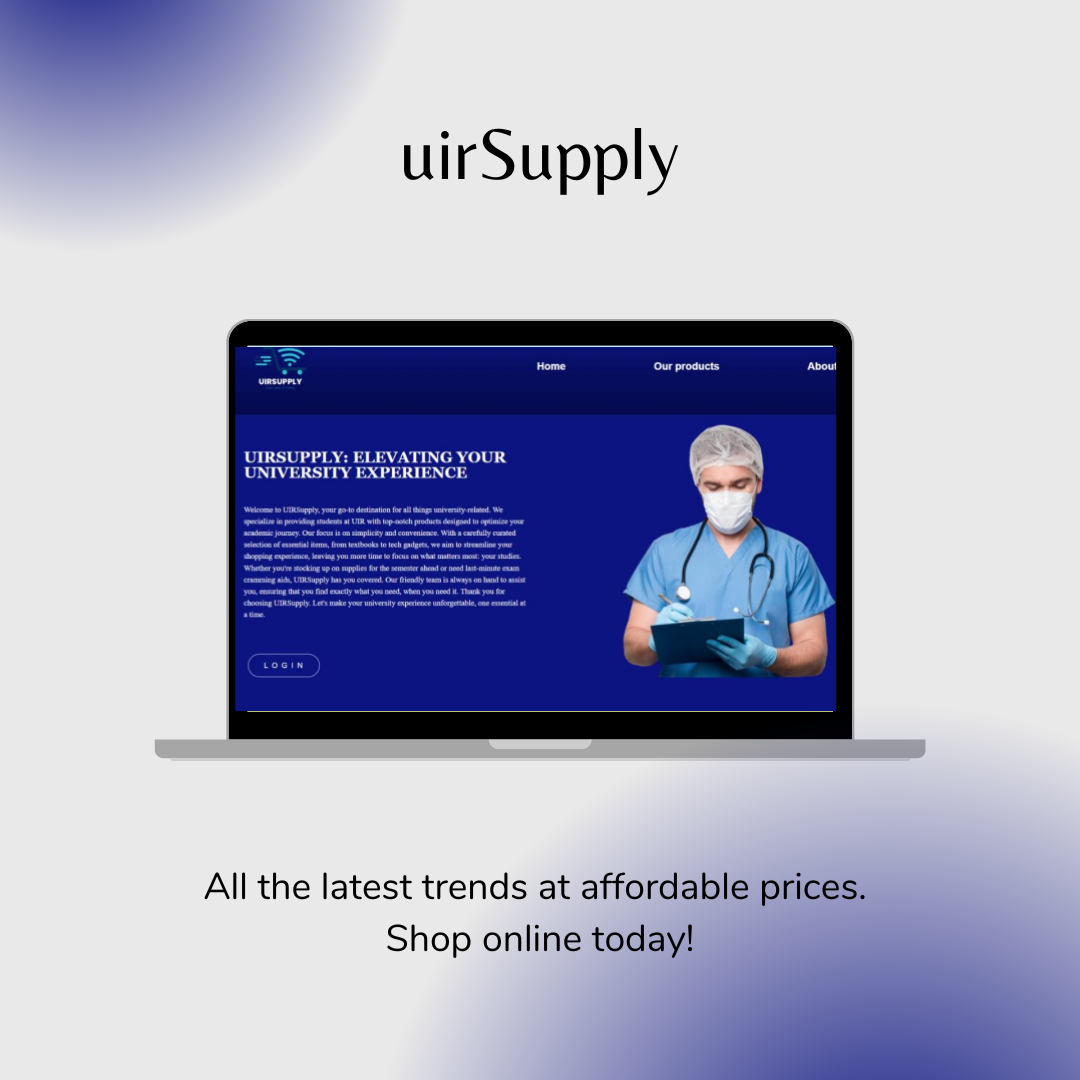 uirSupply
UIRSUPPLY
Home
Our products
About
UIRSUPPLY: ELEVATING YOUR
UNIVERSITY EXPERIENCE
Welcome to UIRSupply, your go-to destination for all things university-related. We
specialize in providing students at UIR with top-notch products designed to optimize your
academic journey. Our focus is on simplicity and convenience. With a carefully curated
selection of essential items, from textbooks to tech gadgets, we aim to streamline your
shopping experience, leaving you more time to focus on what matters most: your studies.
Whether you're stocking up on supplies for the semester ahead or need last-minute exam
cramming aids, UIRSupply has you covered. Our friendly team is always on hand to assist
you, ensuring that you find exactly what you need, when you need it. Thank you for
choosing UIRSupply. Let's make your university experience unforgettable, one essential at
a time.
LOGIN
All the latest trends at affordable prices.
Shop online today!